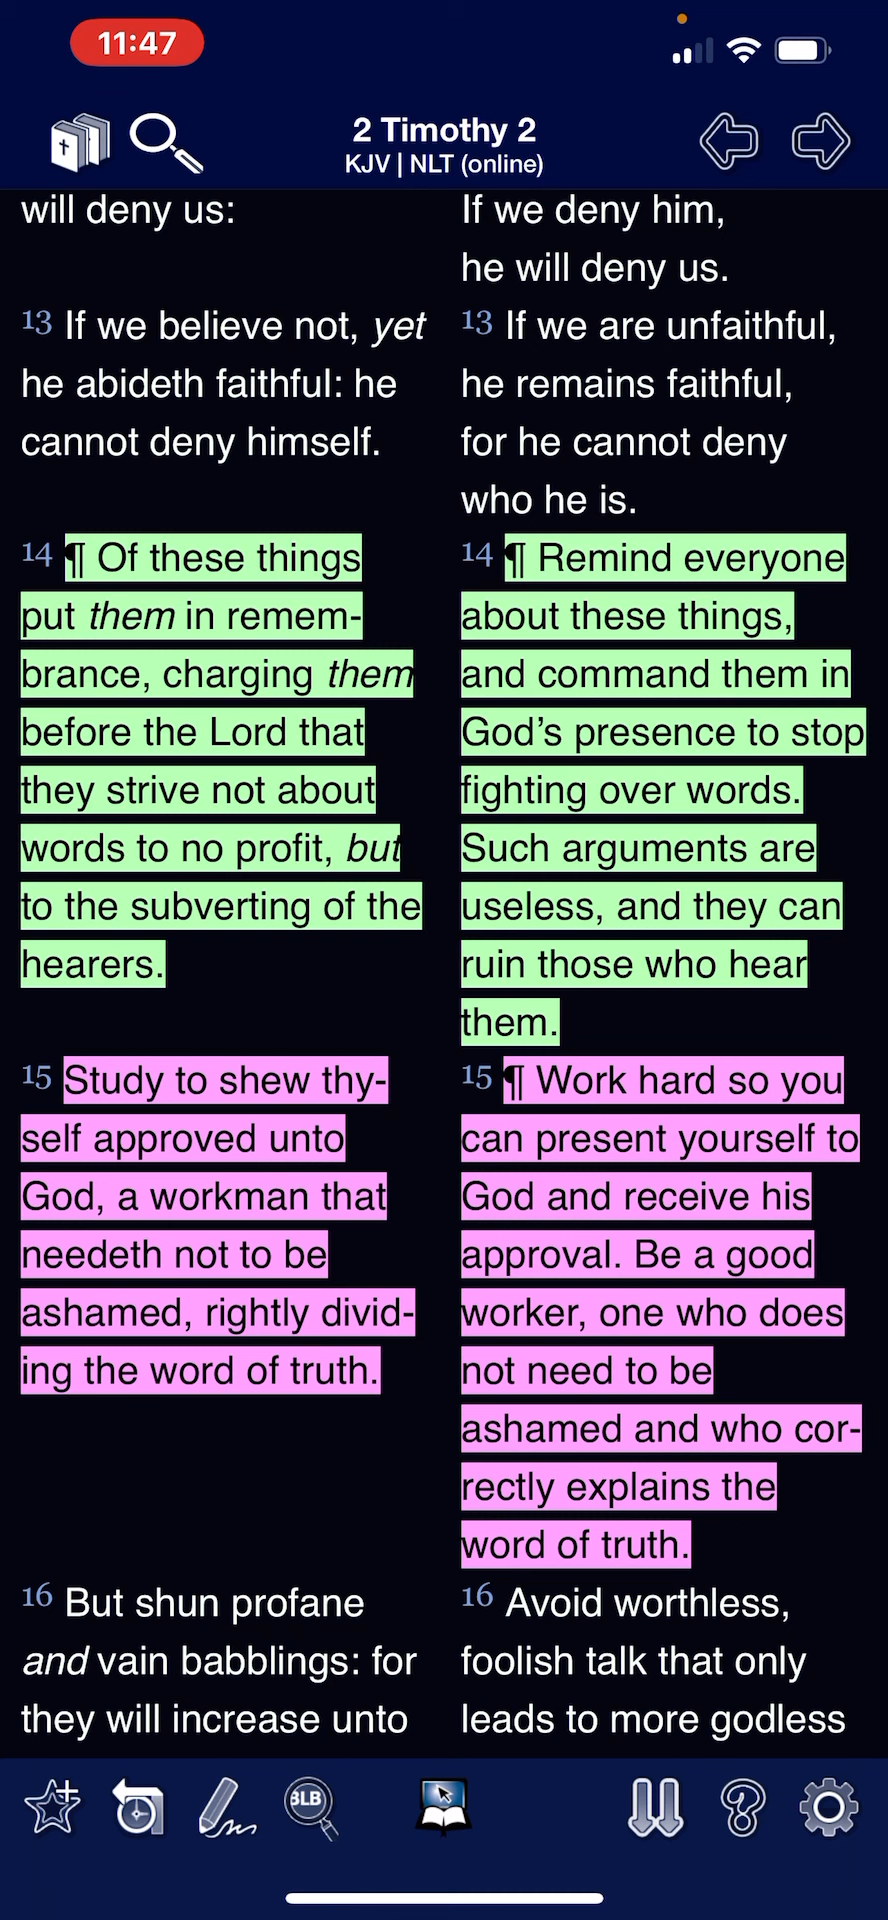 11:47
2 Timothy 2
KJV | NLT (online)
will deny us:
13 If we believe not, yet
he abideth faithful: he
cannot deny himself.
14 ¶ Of these things
put them in remem-
brance, charging them
before the Lord that
they strive not about
words to no profit, but
to the subverting of the
hearers.
15 Study to shew thy-
self approved unto
God, a workman that
needeth not to be
ashamed, rightly divid-
ing the word of truth.
16 But shun profane
and vain babblings: for
they will increase unto
If we deny him,
he will deny us.
13 If we are unfaithful,
he remains faithful,
for he cannot deny
who he is.
14 ¶ Remind everyone
about these things,
and command them in
God’s presence to stop
fighting over words.
Such arguments are
useless, and they can
ruin those who hear
them.
15 ¶ Work hard so you
can present yourself to
God and receive his
approval. Be a good
worker, one who does
not need to be
ashamed and who cor-
rectly explains the
word of truth.
16 Avoid worthless,
foolish talk that only
leads to more godless
BLB